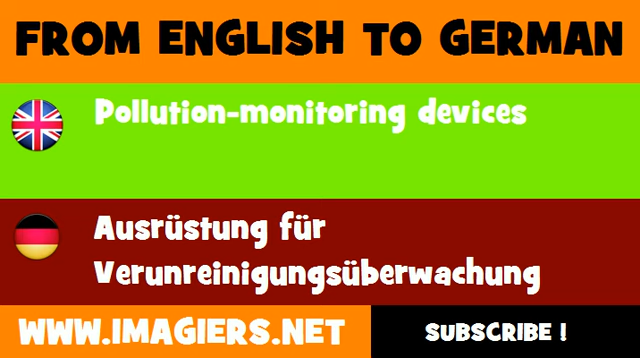 FROM ENGLISH TO GERMAN
Pollution-monitoring devices
Ausrüstung für
Verunreinigungsüberwachung
WWW.IMAGIERS.NET
SUBSCRIBE !